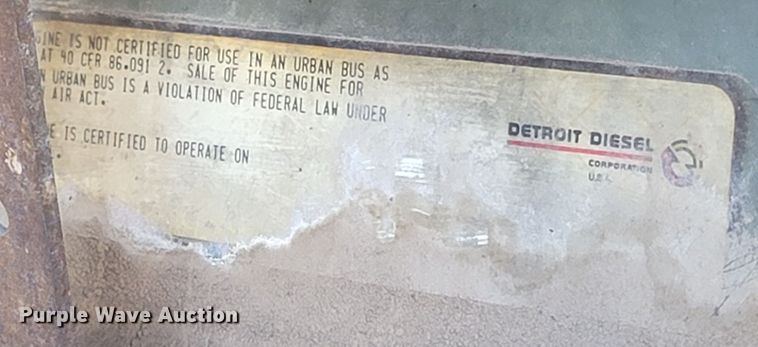 GINE IS NOT CERTIFIED FOR USE IN AN URBAN BUS AS
AT 40 CFR 86.091 2. SALE OF THIS ENGINE FOR
N URBAN BUS IS A VIOLATION OF FEDERAL LAW UNDER
AIR ACT.
E IS CERTIFIED TO OPERATE ON
DETROIT DIESEL
CORPORATION
U.S.A.
Purple Wave Auction